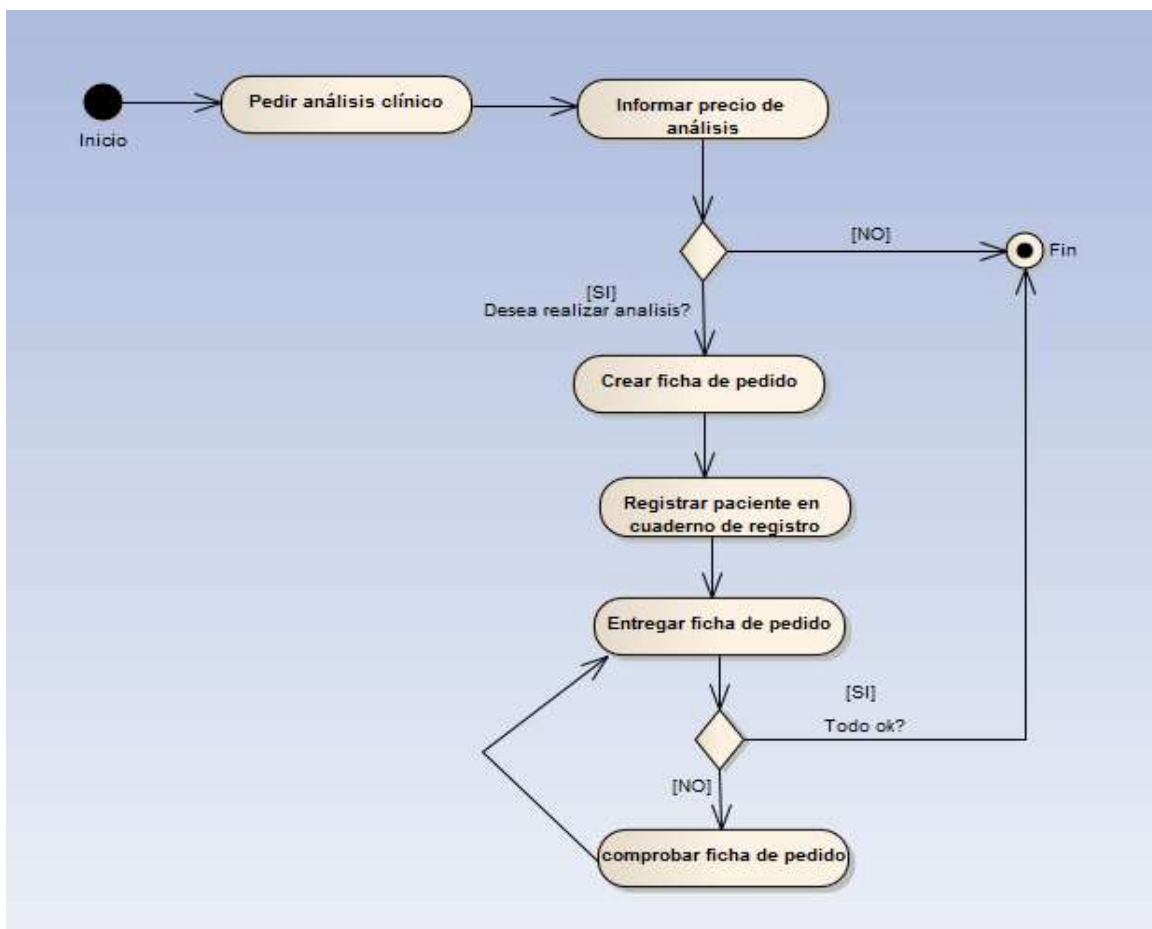 Pedir análisis clínico
Inicio
Informar precio de
análisis
[NO]
Fin
[SI]
Desea realizar analisis?
Crear ficha de pedido
Registrar paciente en
cuaderno de registro
Entregar ficha de pedido
[SI]
Todo ok?
[NO]
comprobar ficha de pedido